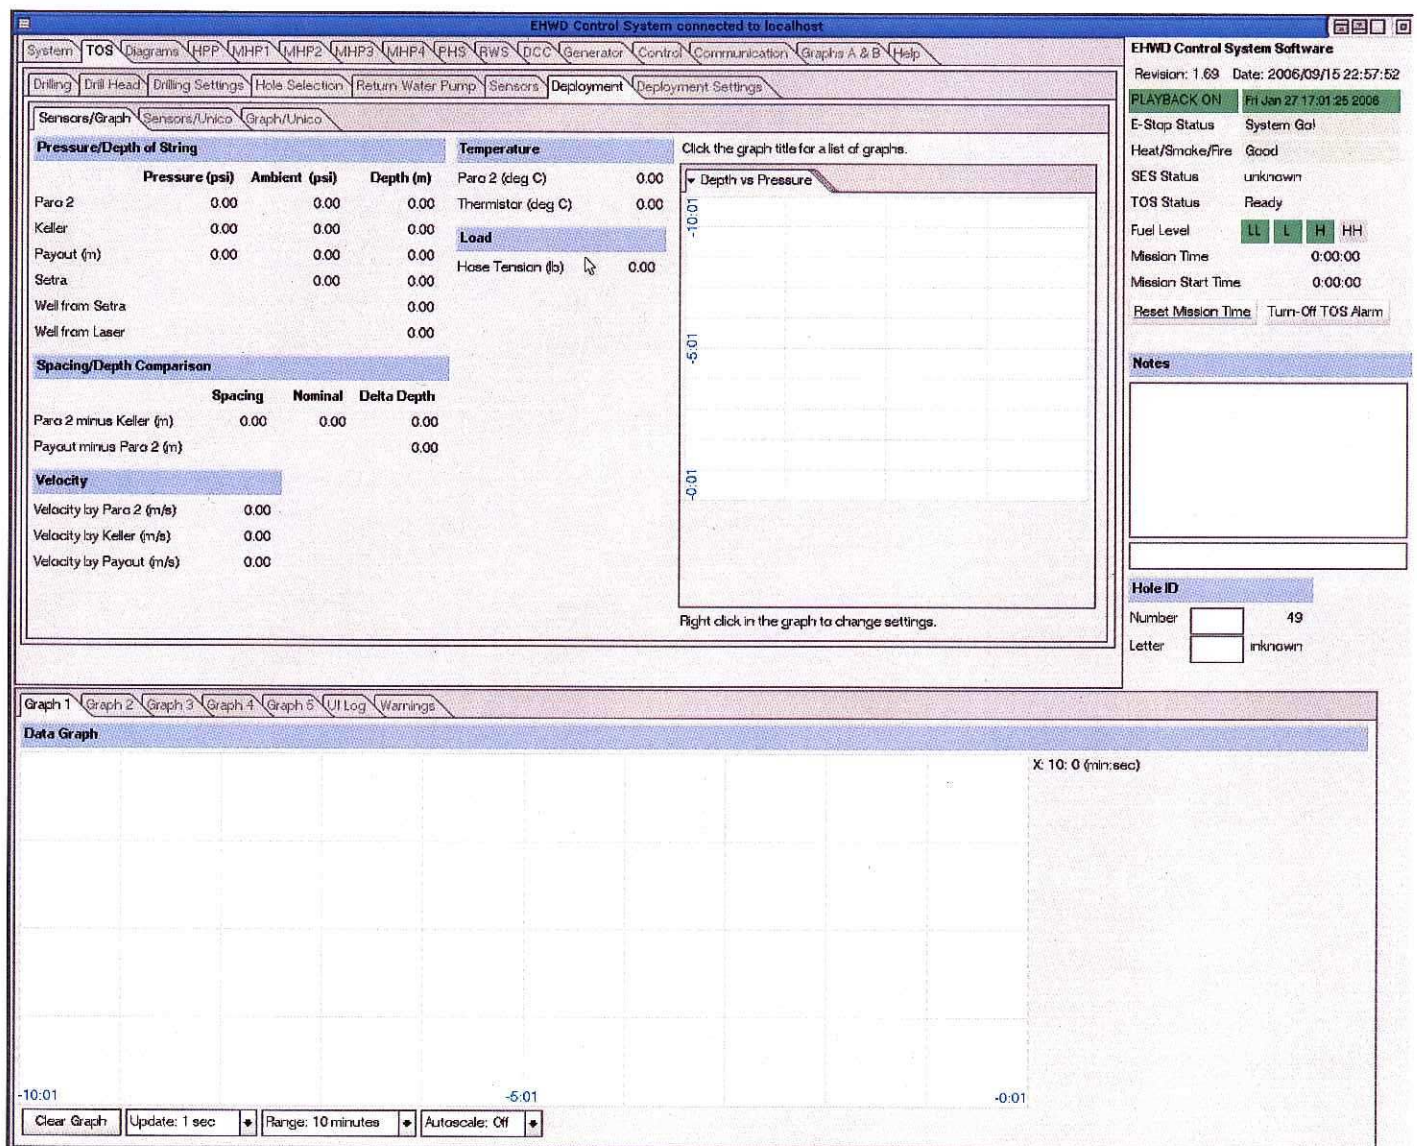 EHWD Control System connected to localhost
System TOS Diagrams HPP MHP1 MHP2 MHP3 MHP4 PHS RWS DCC Generator Control Communication Graphs A & B Help
Drilling Drill Head Drilling Settings Hole Selection Return Water Pump Sensors Deployment Deployment Settings
Sensors/Graph Sensors/Unico Graph/Unico
Pressure/Depth of String
Pressure (psi) Ambient (psi) Depth (m)
Paro 2 0.00 0.00 0.00
Keller 0.00 0.00 0.00
Payout (m) 0.00 0.00 0.00
Setra 0.00 0.00
Well from Setra 0.00
Well from Laser 0.00
Spacing/Depth Comparison
Spacing Nominal Delta Depth
Paro 2 minus Keller (m) 0.00 0.00 0.00
Payout minus Paro 2 (m) 0.00
Velocity
Velocity by Paro 2 (m/s) 0.00
Velocity by Keller (m/s) 0.00
Velocity by Payout (m/s) 0.00
Temperature
Paro 2 (deg C) 0.00
Thermistor (deg C) 0.00
Load
Hose Tension (lb) 0.00
Click the graph title for a list of graphs.
Depth vs Pressure
-10:01
-5:01
-0:01
Right click in the graph to change settings.
EHWD Control System Software
Revision: 1.69 Date: 2006/09/15 22:57:52
PLAYBACK ON Fri Jan 27 17:01:25 2006
E-Stop Status System Go!
Heat/Smoke/Fire Good
SES Status unknown
TOS Status Ready
Fuel Level LL L H HH
Mission Time 0:00:00
Mission Start Time 0:00:00
Reset Mission Time Turn-Off TOS Alarm
Notes
Hole ID
Number 49
Letter inknown
Graph 1 Graph 2 Graph 3 Graph 4 Graph 5 UI Log Warnings
Data Graph
X: 10: 0 (min:sec)
-10:01 -5:01 -0:01
Clear Graph Update: 1 sec Range: 10 minutes Autoscale: Off